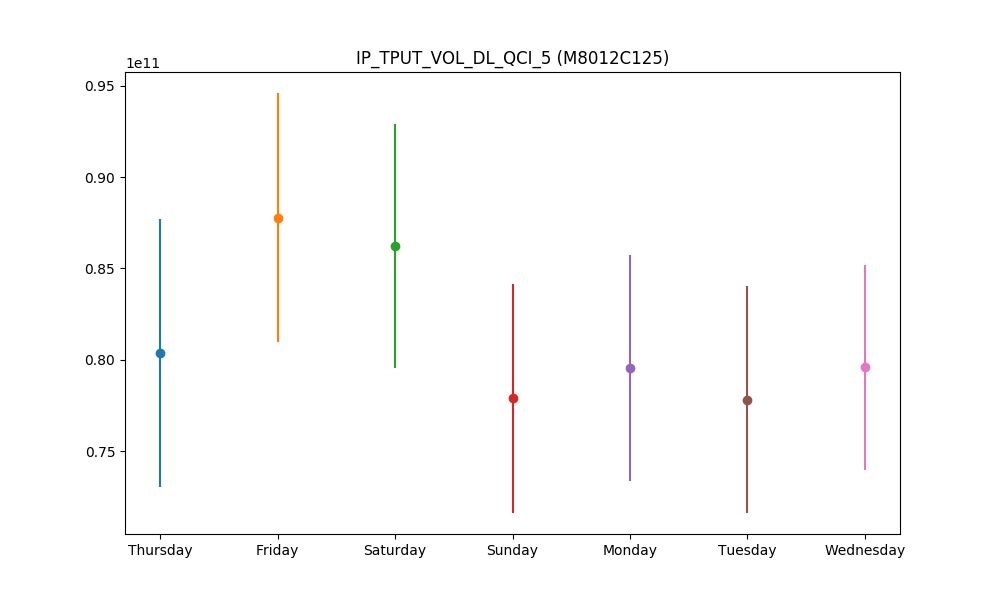 IP_TPUT_VOL_DL_QCI_5 (M8012C125)
1e11
0.95
0.90
0.85
0.80
0.75
Thursday Friday Saturday Sunday Monday Tuesday Wednesday